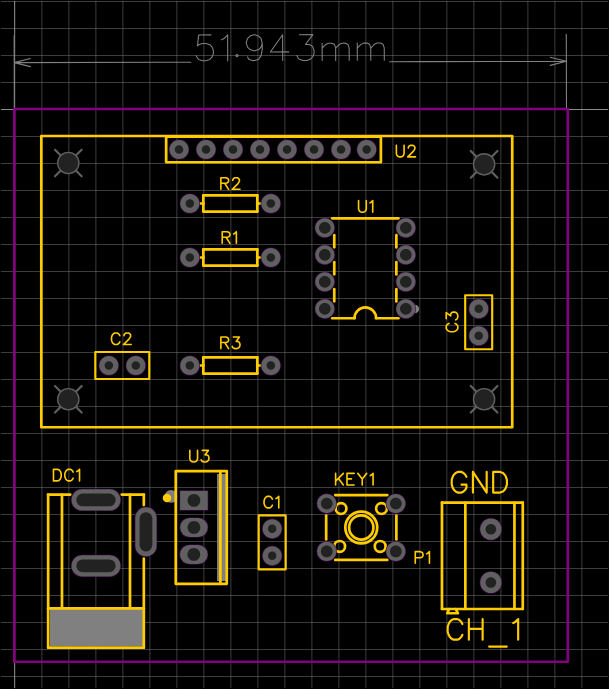 51.943mm
U2
R2
U1
R1
C3
C2
R3
U3
DC1
KEY1
GND
C1
P1
CH_1